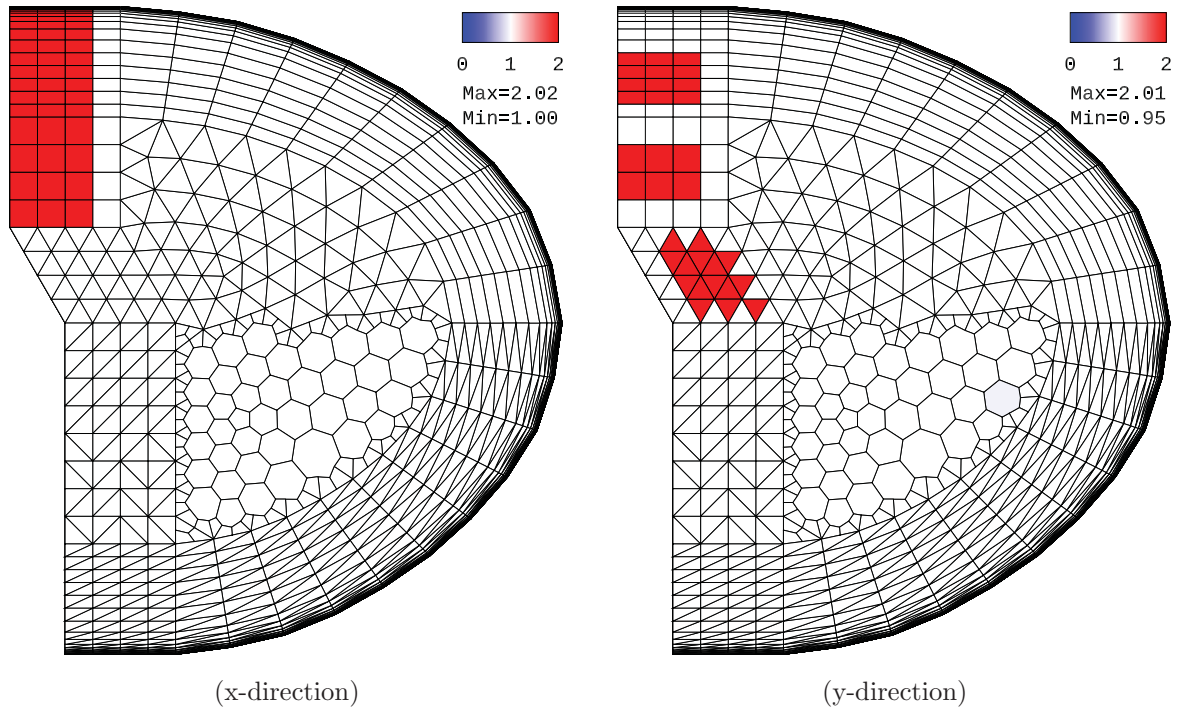 0 1 2
Max=2.02
Min=1.00
0 1 2
Max=2.01
Min=0.95
(x-direction)
(y-direction)